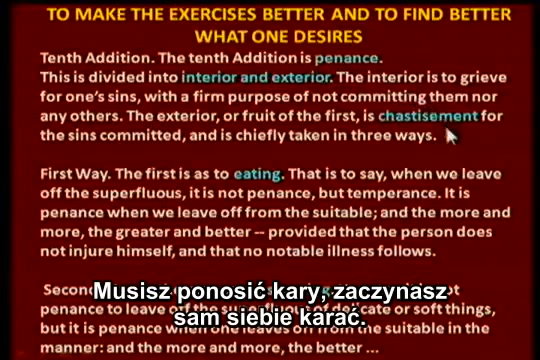 TO MAKE THE EXERCISES BETTER AND TO FIND BETTER
WHAT ONE DESIRES
Tenth Addition. The tenth Addition is penance.
This is divided into interior and exterior. The interior is to grieve
for one's sins, with a firm purpose of not committing them nor
any others. The exterior, or fruit of the first, is chastisement for
the sins committed, and is chiefly taken in three ways.
First Way. The first is as to eating. That is to say, when we leave
off the superfluous, it is not penance, but temperance. It is
penance when we leave off from the suitable; and the more and
more, the greater and better -- provided that the person does
not injure himself, and that no notable illness follows.
Second
Musisz ponosić kary, zaczynasz
penance to leave off the of delicate or soft things,
sam siebie karać.
but it is penance when one leaves off from the suitable in the
manner: and the more and more, the better ...